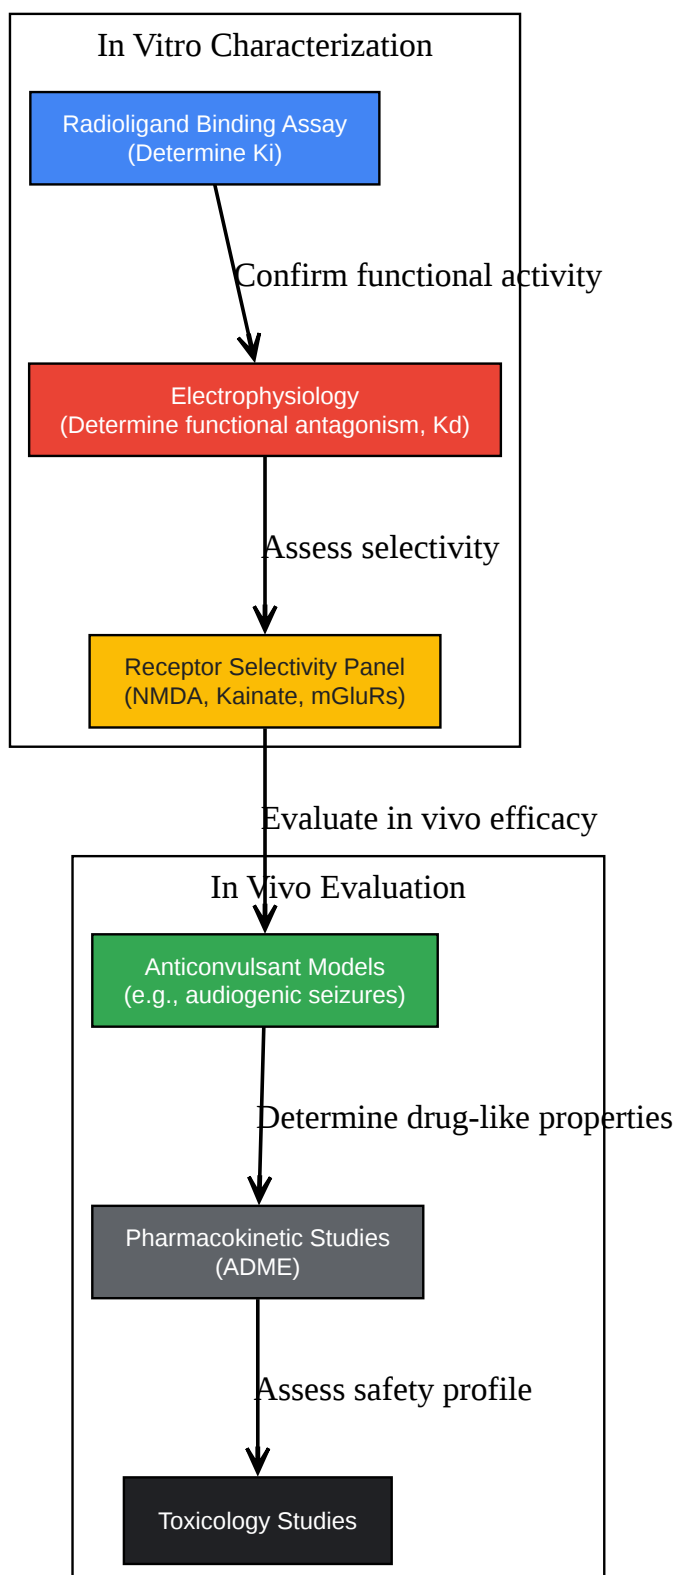 In Vitro Characterization
Radioligand Binding Assay
(Determine Ki)
Confirm functional activity
Electrophysiology
(Determine functional antagonism, Kd)
Assess selectivity
Receptor Selectivity Panel
(NMDA, Kainate, mGluRs)
Evaluate in vivo efficacy
In Vivo Evaluation
Anticonvulsant Models
(e.g., audiogenic seizures)
Determine drug-like properties
Pharmacokinetic Studies
(ADME)
Assess safety profile
Toxicology Studies